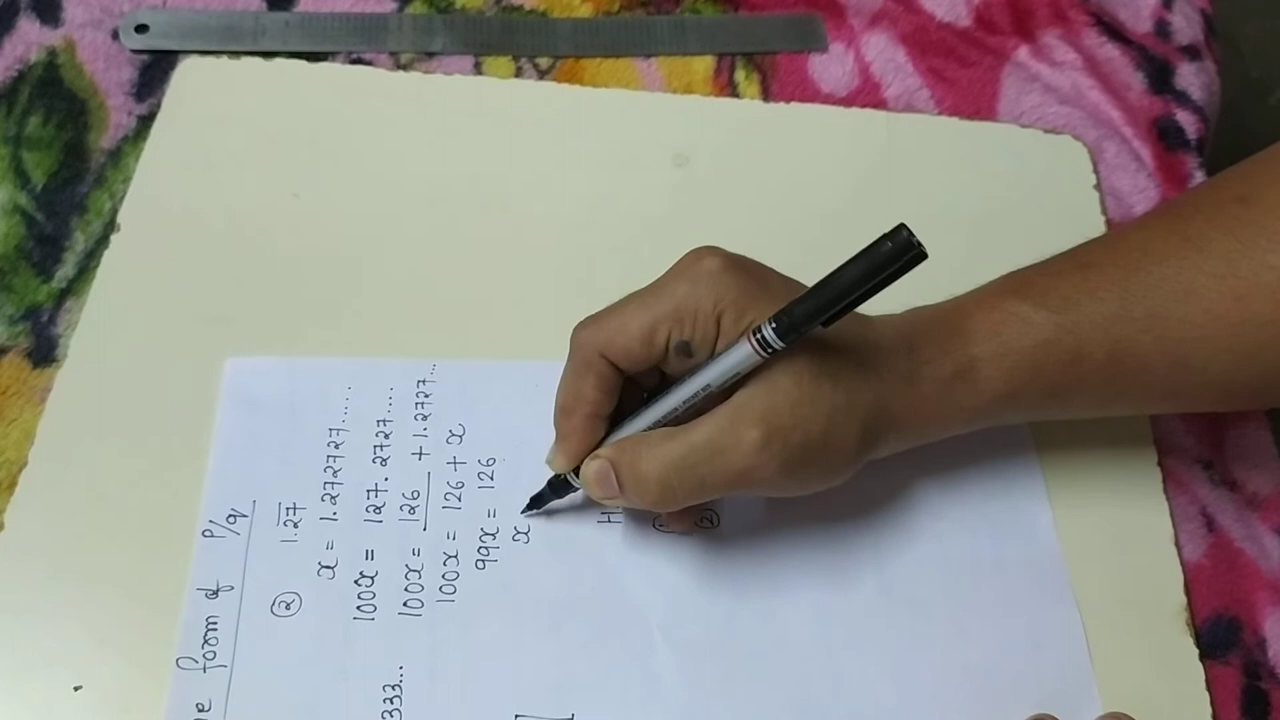 e form of P/q
② 1.2̅7̅
x = 1.272727.....
100x = 127.2727.....
100x = 126 + 1.2727...
100x = 126 + x
99x = 126
x
333...
H
②